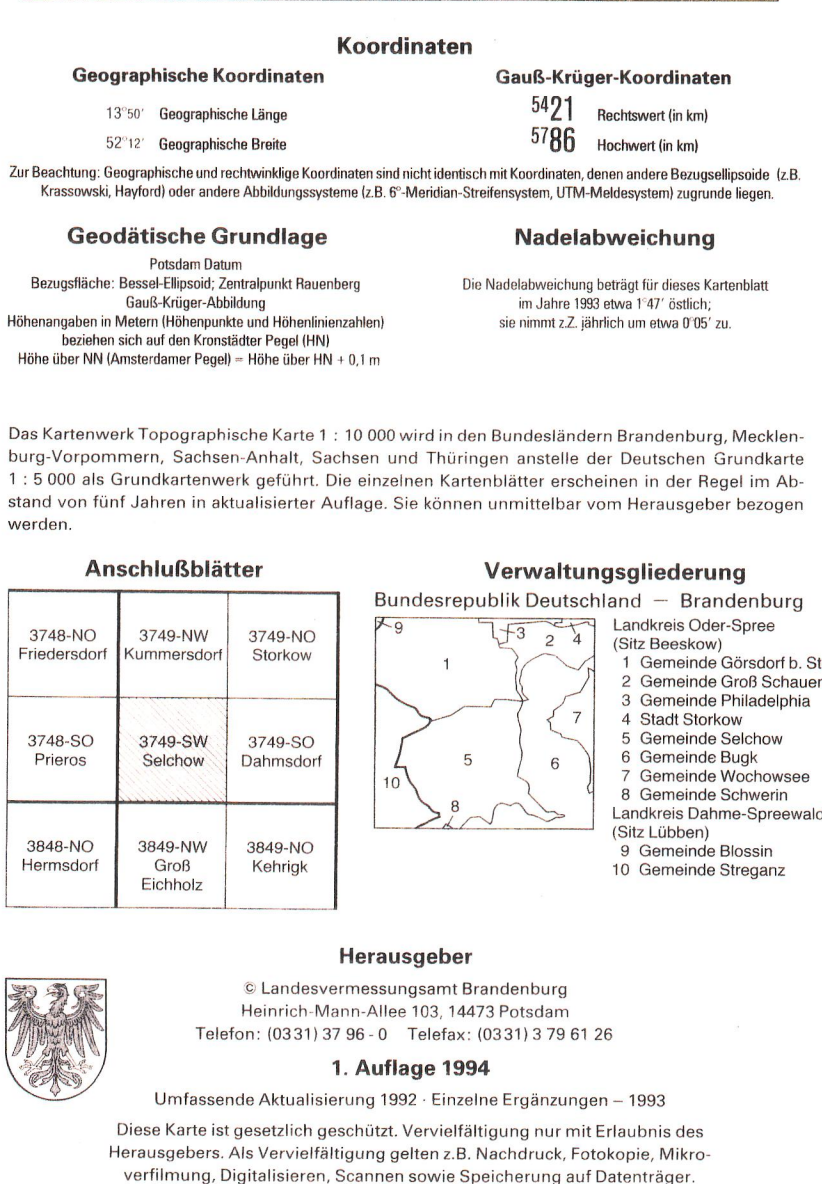 Koordinaten
Geographische Koordinaten
13°50′ Geographische Länge
52°12′ Geographische Breite
Gauß-Krüger-Koordinaten
5421 Rechtswert (in km)
5786 Hochwert (in km)
Zur Beachtung: Geographische und rechtwinklige Koordinaten sind nicht identisch mit Koordinaten, denen andere Bezugsellipsoide (z.B.
Krassowski, Hayford) oder andere Abbildungssysteme (z.B. 6°-Meridian-Streifensystem, UTM-Meldesystem) zugrunde liegen.
Geodätische Grundlage
Potsdam Datum
Bezugsfläche: Bessel-Ellipsoid; Zentralpunkt Rauenberg
Gauß-Krüger-Abbildung
Höhenangaben in Metern (Höhenpunkte und Höhenlinienzahlen)
beziehen sich auf den Kronstädter Pegel (HN)
Höhe über NN (Amsterdamer Pegel) = Höhe über HN + 0,1 m
Nadelabweichung
Die Nadelabweichung beträgt für dieses Kartenblatt
im Jahre 1993 etwa 1°47′ östlich;
sie nimmt z.Z. jährlich um etwa 0°05′ zu.
Das Kartenwerk Topographische Karte 1 : 10 000 wird in den Bundesländern Brandenburg, Mecklen-
burg-Vorpommern, Sachsen-Anhalt, Sachsen und Thüringen anstelle der Deutschen Grundkarte
1 : 5 000 als Grundkartenwerk geführt. Die einzelnen Kartenblätter erscheinen in der Regel im Ab-
stand von fünf Jahren in aktualisierter Auflage. Sie können unmittelbar vom Herausgeber bezogen
werden.
Anschlußblätter
3748-NO 3749-NW 3749-NO
Friedersdorf Kummersdorf Storkow
3748-SO 3749-SW 3749-SO
Prieros Selchow Dahmsdorf
3848-NO 3849-NW 3849-NO
Hermsdorf Groß Kehrigk
Eichholz
Verwaltungsgliederung
Bundesrepublik Deutschland — Brandenburg
9 3 2 4
1
7
5 6
10
8
Landkreis Oder-Spree
(Sitz Beeskow)
1 Gemeinde Görsdorf b. St
2 Gemeinde Groß Schauer
3 Gemeinde Philadelphia
4 Stadt Storkow
5 Gemeinde Selchow
6 Gemeinde Bugk
7 Gemeinde Wochowsee
8 Gemeinde Schwerin
Landkreis Dahme-Spreewald
(Sitz Lübben)
9 Gemeinde Blossin
10 Gemeinde Streganz
Herausgeber
© Landesvermessungsamt Brandenburg
Heinrich-Mann-Allee 103, 14473 Potsdam
Telefon: (0331) 37 96 - 0 Telefax: (0331) 3 79 61 26
1. Auflage 1994
Umfassende Aktualisierung 1992 · Einzelne Ergänzungen – 1993
Diese Karte ist gesetzlich geschützt. Vervielfältigung nur mit Erlaubnis des
Herausgebers. Als Vervielfältigung gelten z.B. Nachdruck, Fotokopie, Mikro-
verfilmung, Digitalisieren, Scannen sowie Speicherung auf Datenträger.